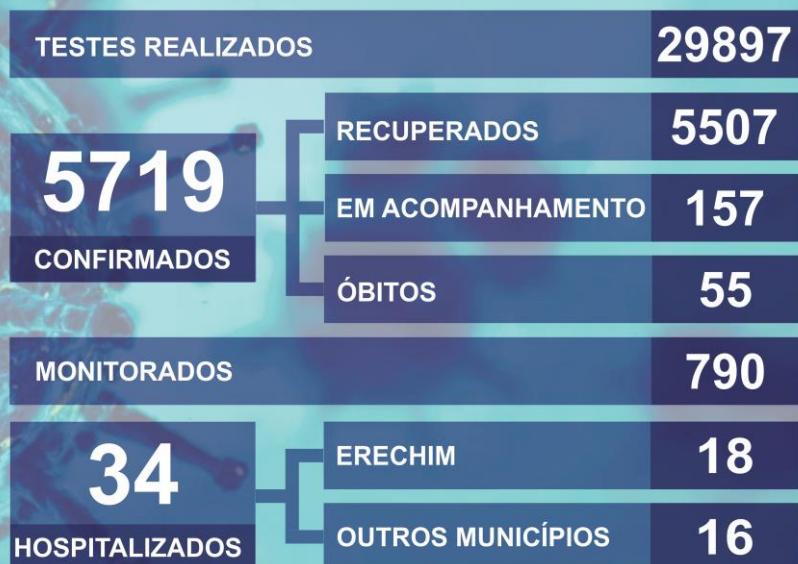 TESTES REALIZADOS 29897
5719
CONFIRMADOS
RECUPERADOS 5507
EM ACOMPANHAMENTO 157
ÓBITOS 55
MONITORADOS 790
34
HOSPITALIZADOS
ERECHIM 18
OUTROS MUNICÍPIOS 16